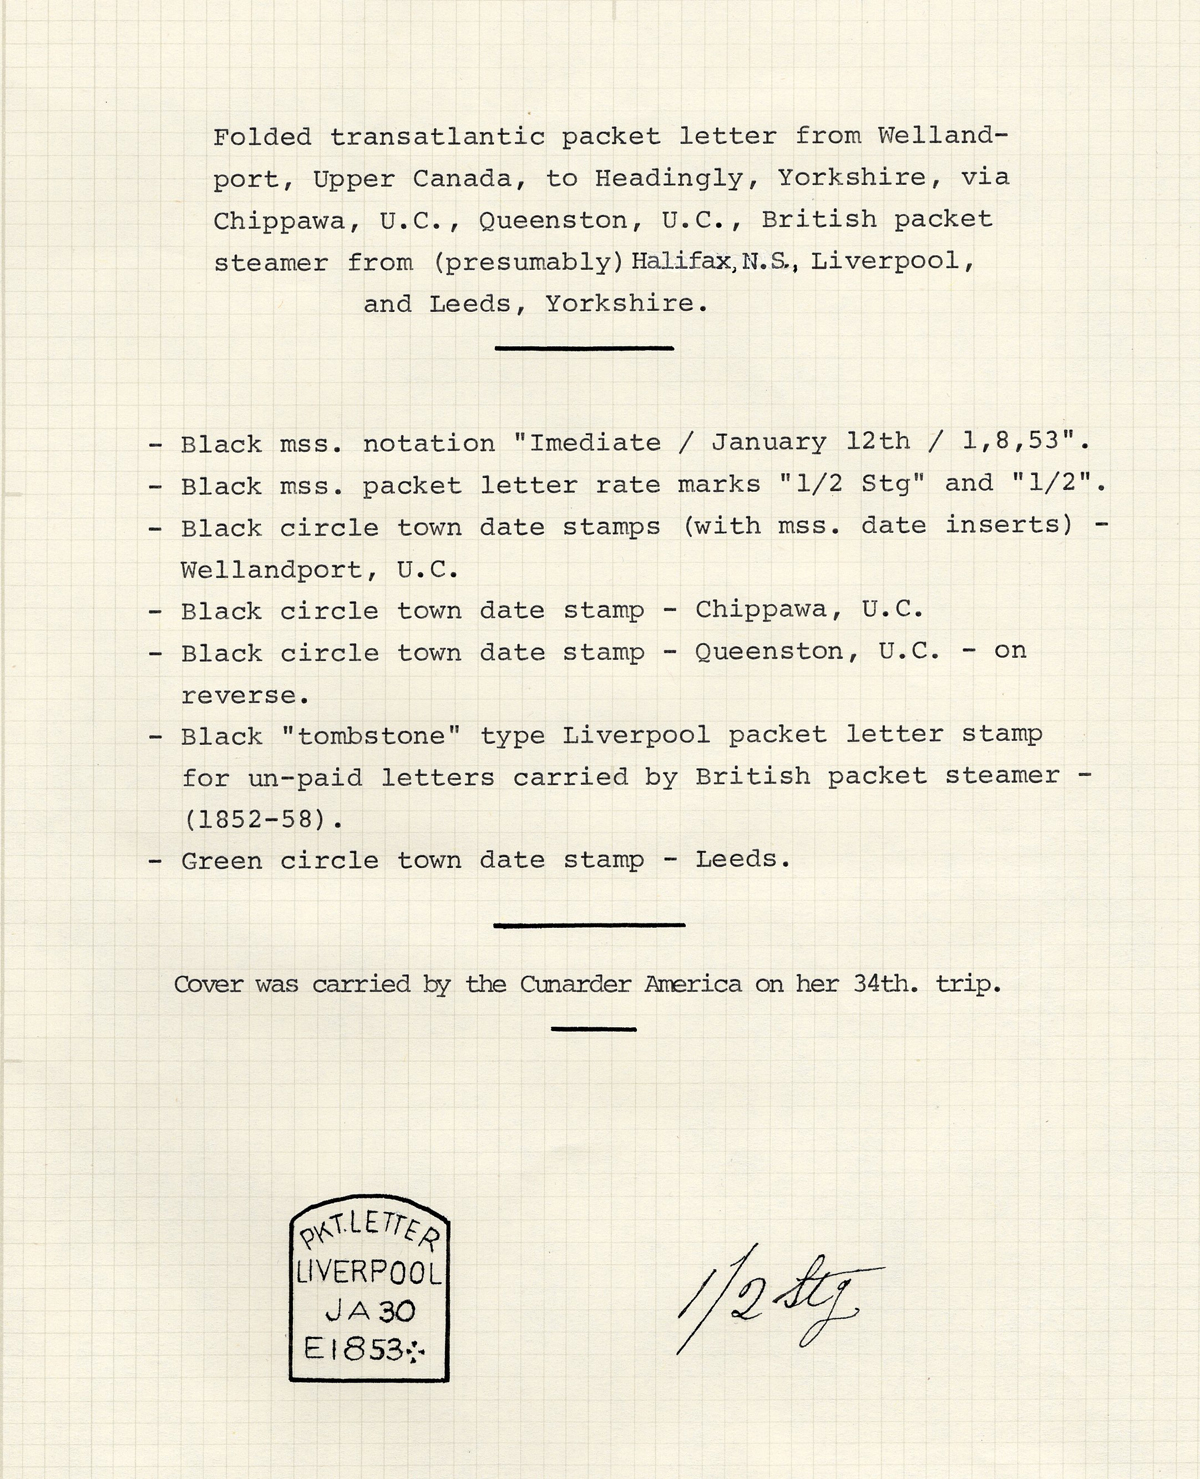 Folded transatlantic packet letter from Welland-
port, Upper Canada, to Headingly, Yorkshire, via
Chippawa, U.C., Queenston, U.C., British packet
steamer from (presumably) Halifax, N.S., Liverpool,
and Leeds, Yorkshire.
- Black mss. notation "Imediate / January 12th / 1,8,53".
- Black mss. packet letter rate marks "1/2 Stg" and "1/2".
- Black circle town date stamps (with mss. date inserts) -
Wellandport, U.C.
- Black circle town date stamp - Chippawa, U.C.
- Black circle town date stamp - Queenston, U.C. - on
reverse.
- Black "tombstone" type Liverpool packet letter stamp
for un-paid letters carried by British packet steamer -
(1852-58).
- Green circle town date stamp - Leeds.
Cover was carried by the Cunarder America on her 34th. trip.
PKT. LETTER
LIVERPOOL
JA 30
E1853
1/2 Stg